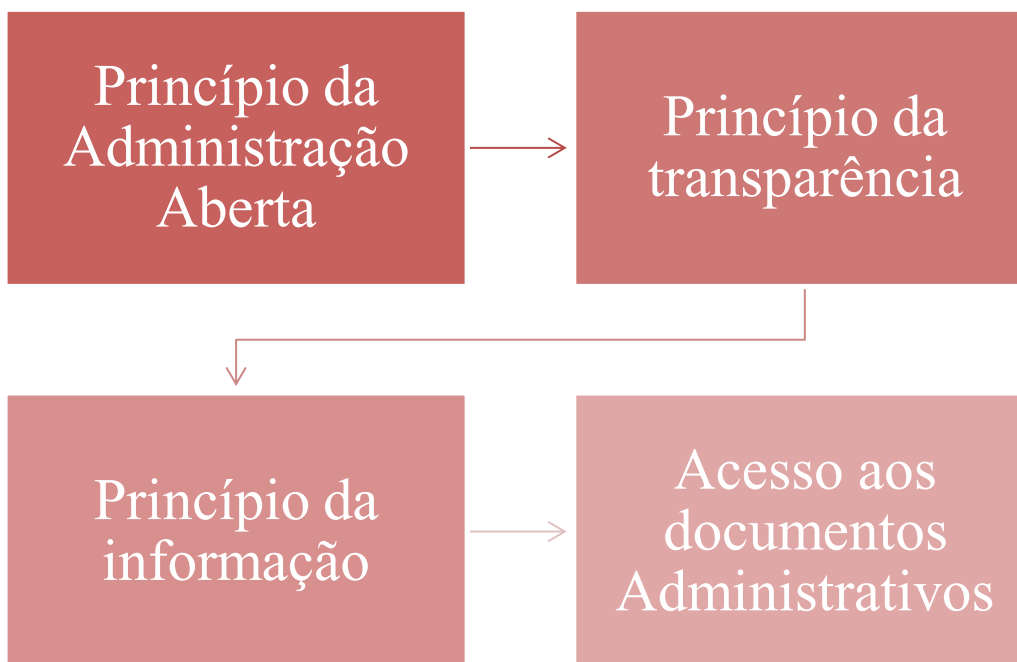 Princípio da
Administração
Aberta
Princípio da
transparência
Princípio da
informação
Acesso aos
documentos
Administrativos